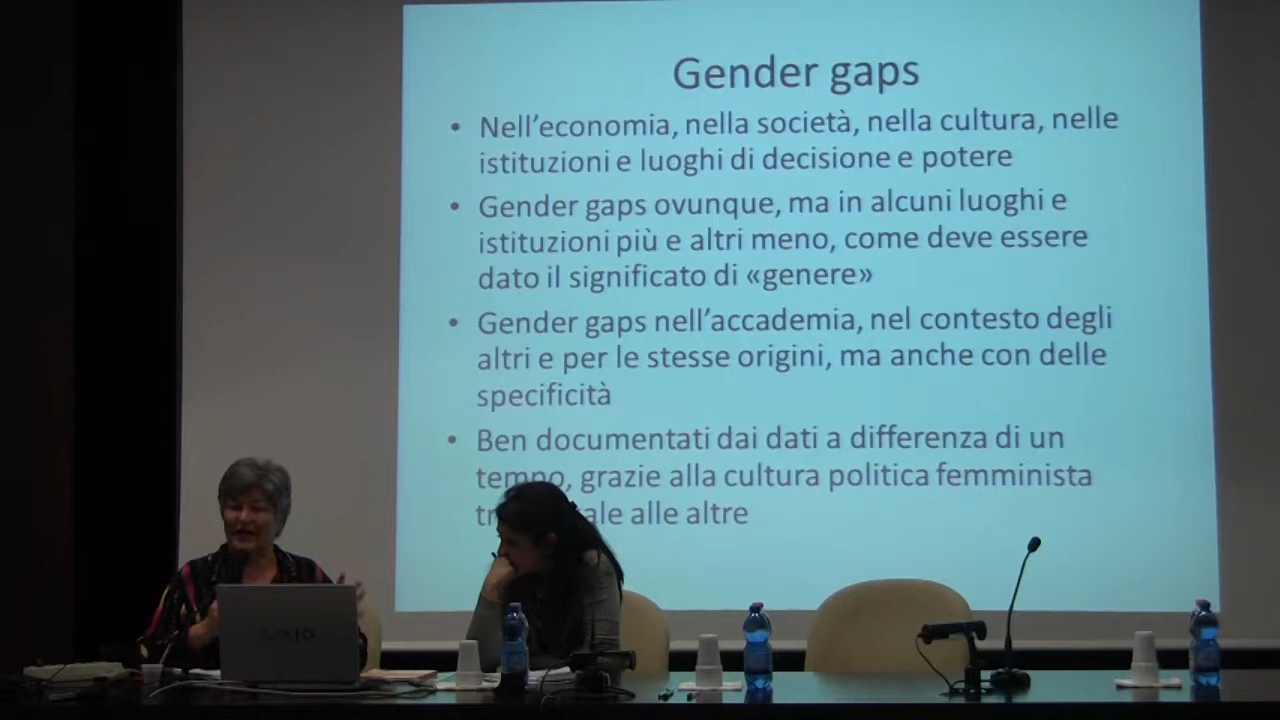 Gender gaps
• Nell'economia, nella società, nella cultura, nelle
istituzioni e luoghi di decisione e potere
• Gender gaps ovunque, ma in alcuni luoghi e
istituzioni più e altri meno, come deve essere
dato il significato di «genere»
• Gender gaps nell'accademia, nel contesto degli
altri e per le stesse origini, ma anche con delle
specificità
• Ben documentati dai dati a differenza di un
tempo, grazie alla cultura politica femminista
alle altre
VAIO